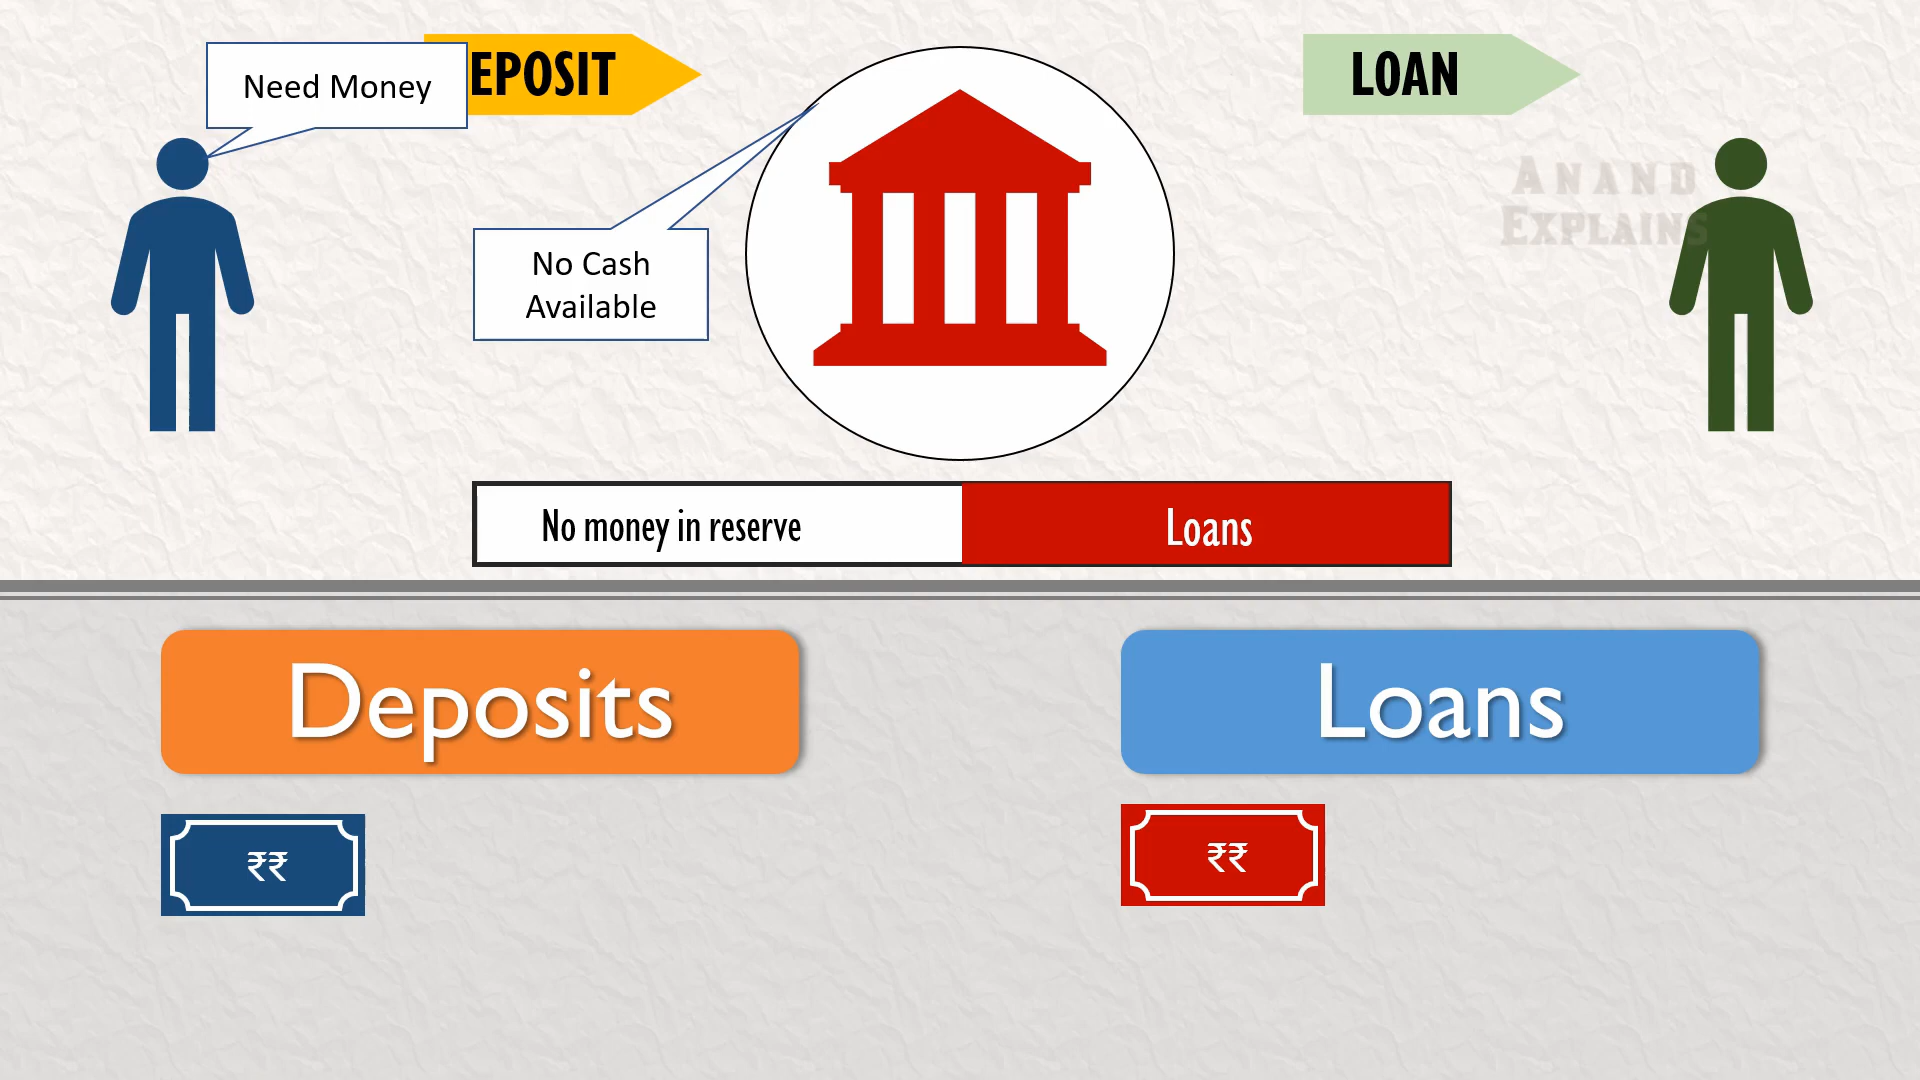 Need Money
EPOSIT
LOAN
ANAND
EXPLAINS
No Cash
Available
No money in reserve
Loans
Deposits
Loans
₹₹
₹₹